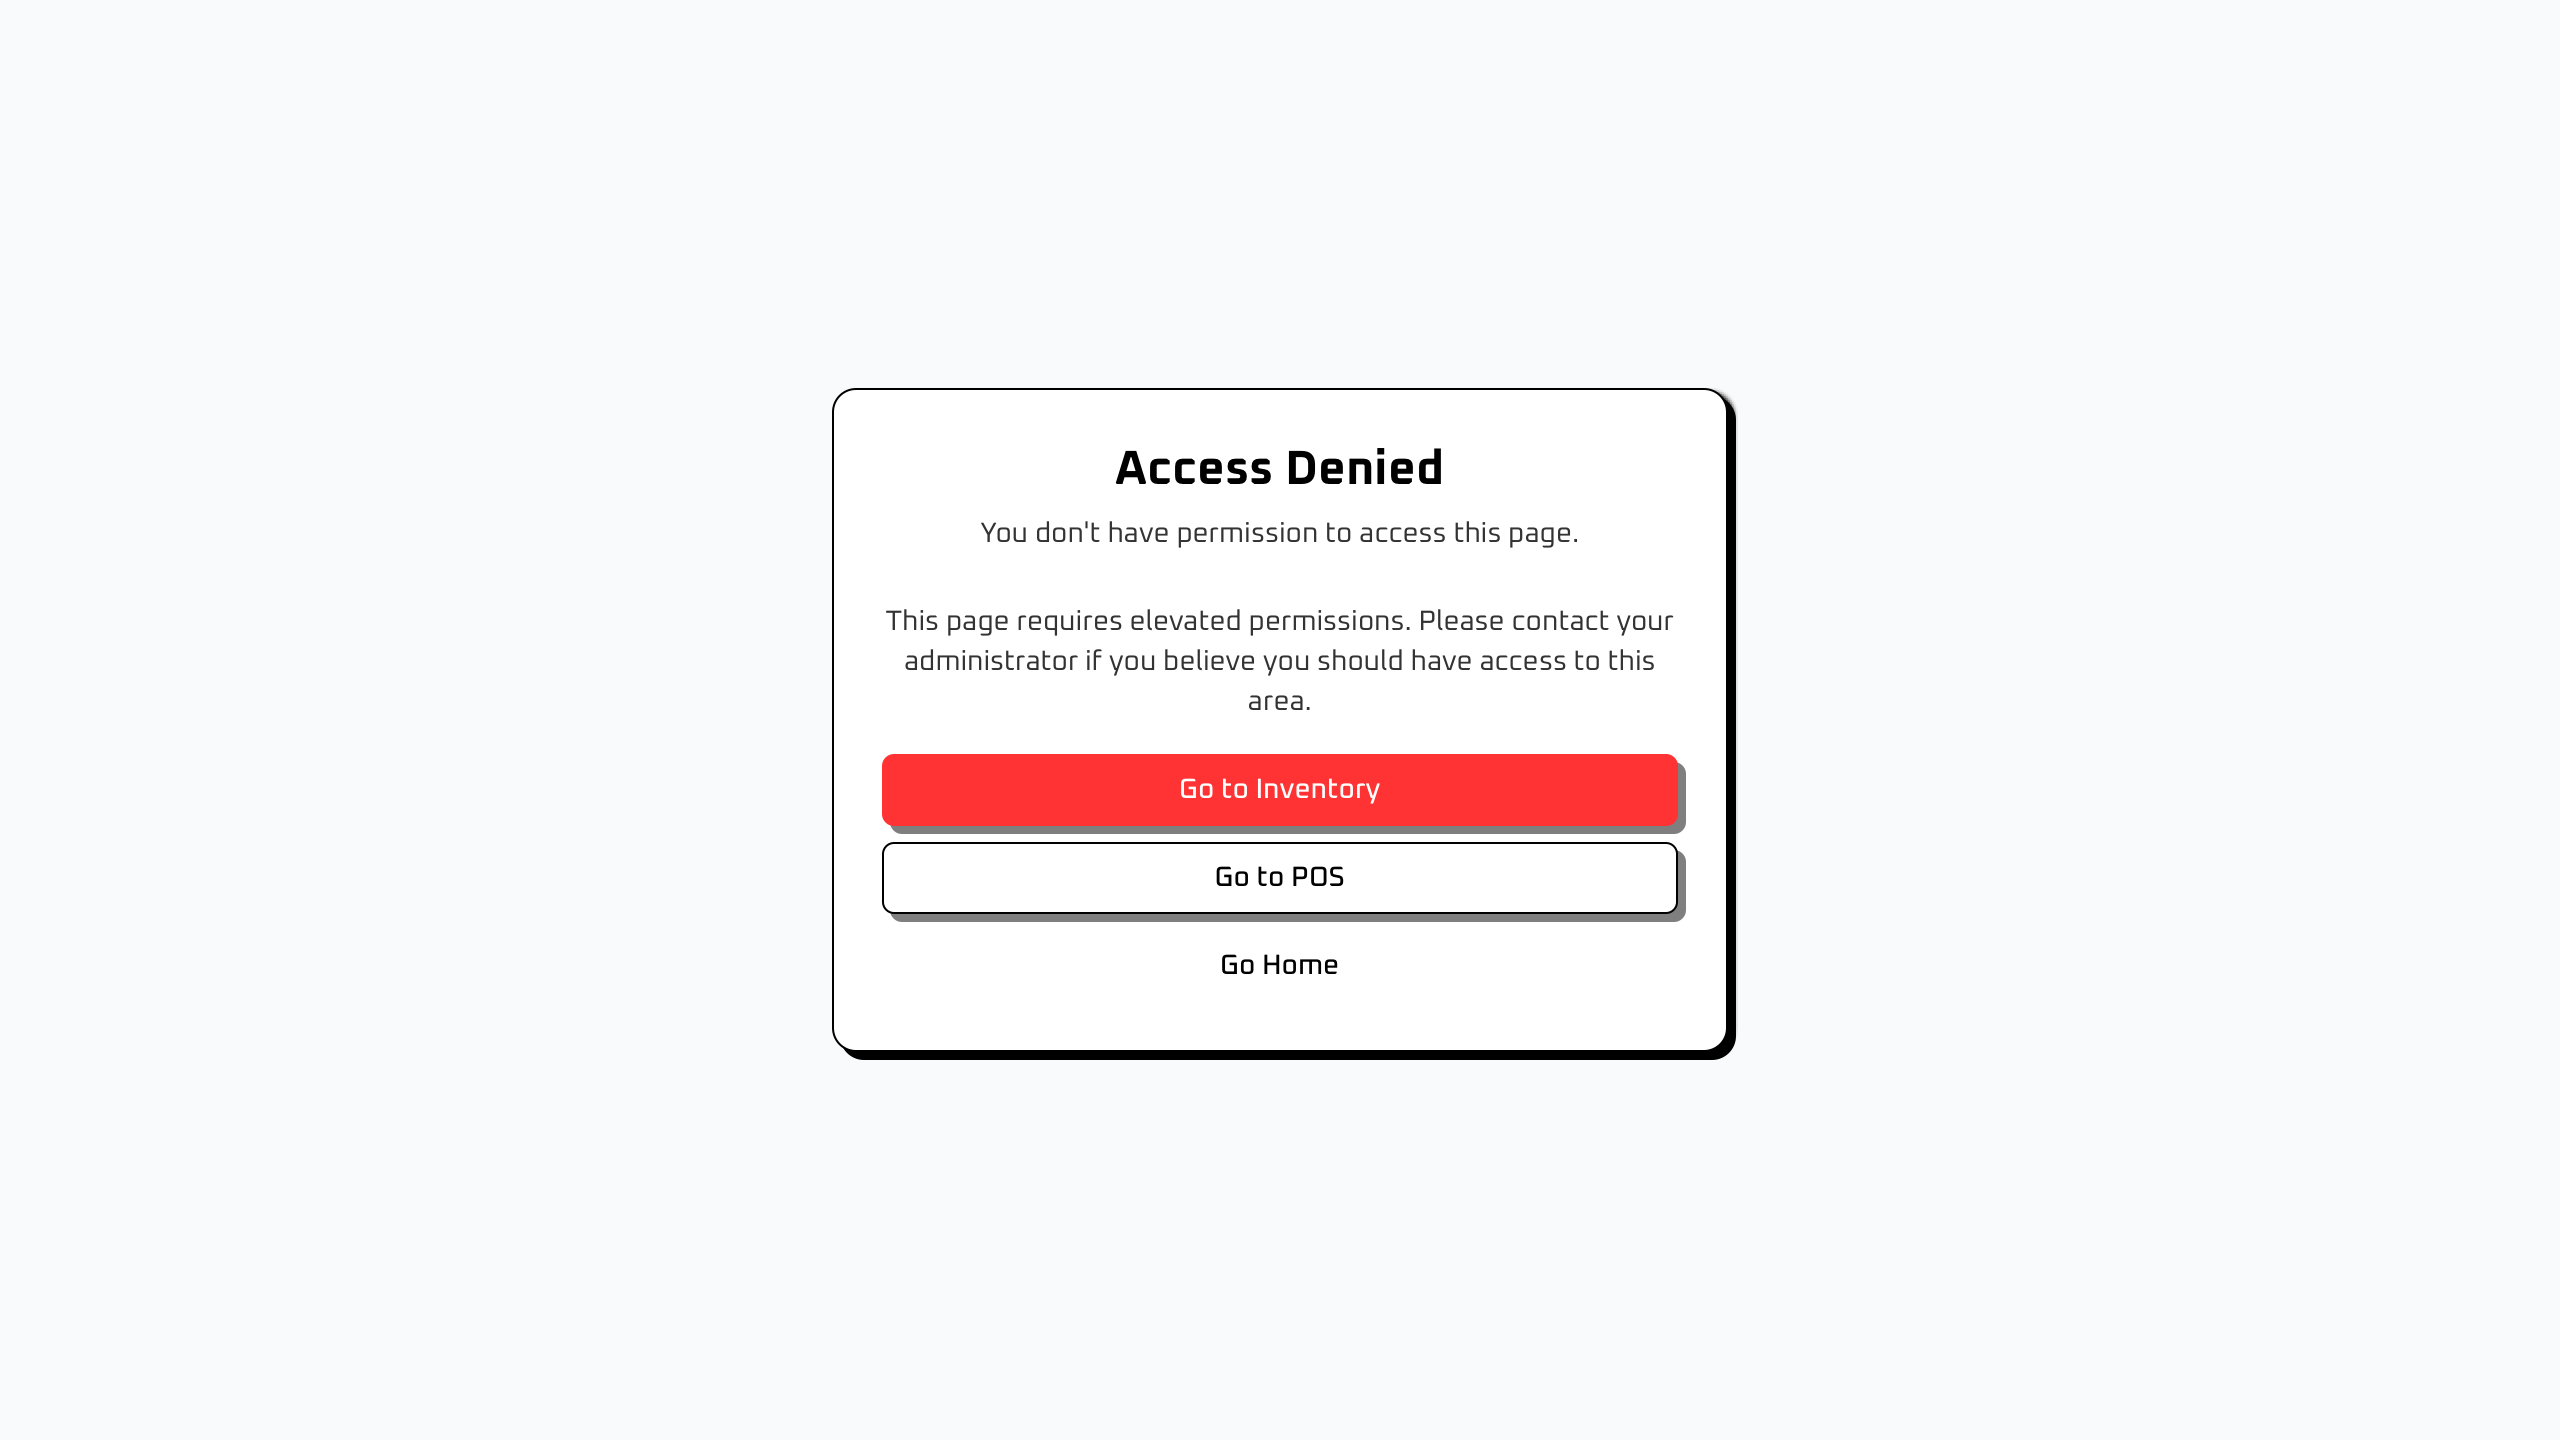 Access Denied
You don't have permission to access this page.
This page requires elevated permissions. Please contact your
administrator if you believe you should have access to this
area.
Go to Inventory
Go to POS
Go Home